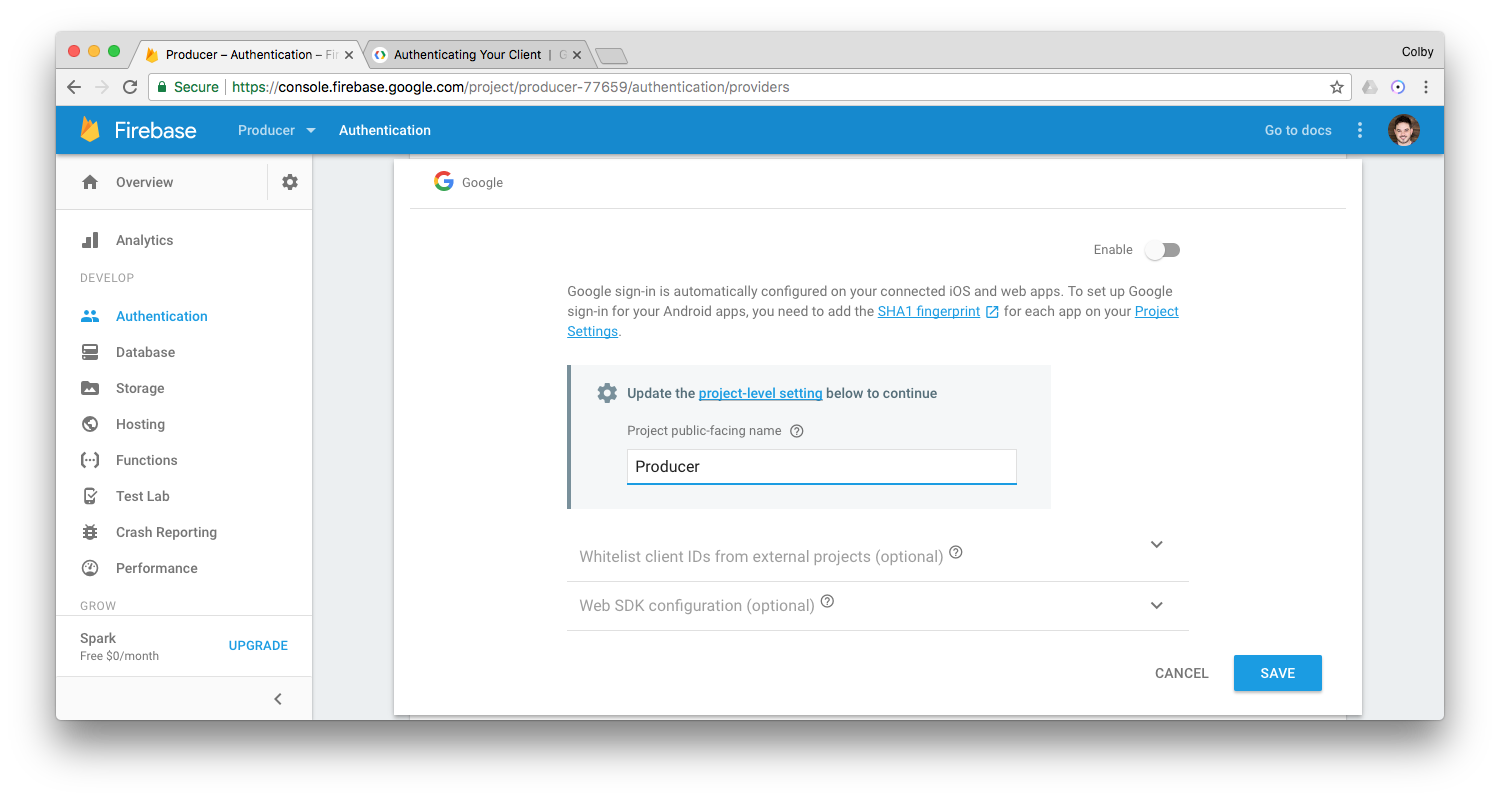 Producer – Authentication – Fir
Authenticating Your Client | G
Colby
Secure https://console.firebase.google.com/project/producer-77659/authentication/providers
Firebase
Producer
Authentication
Go to docs
Overview
Analytics
DEVELOP
Authentication
Database
Storage
Hosting
Functions
Test Lab
Crash Reporting
Performance
GROW
Spark
Free $0/month
UPGRADE
Google
Enable
Google sign-in is automatically configured on your connected iOS and web apps. To set up Google
sign-in for your Android apps, you need to add the SHA1 fingerprint for each app on your Project
Settings.
Update the project-level setting below to continue
Project public-facing name
Producer
Whitelist client IDs from external projects (optional)
Web SDK configuration (optional)
CANCEL
SAVE